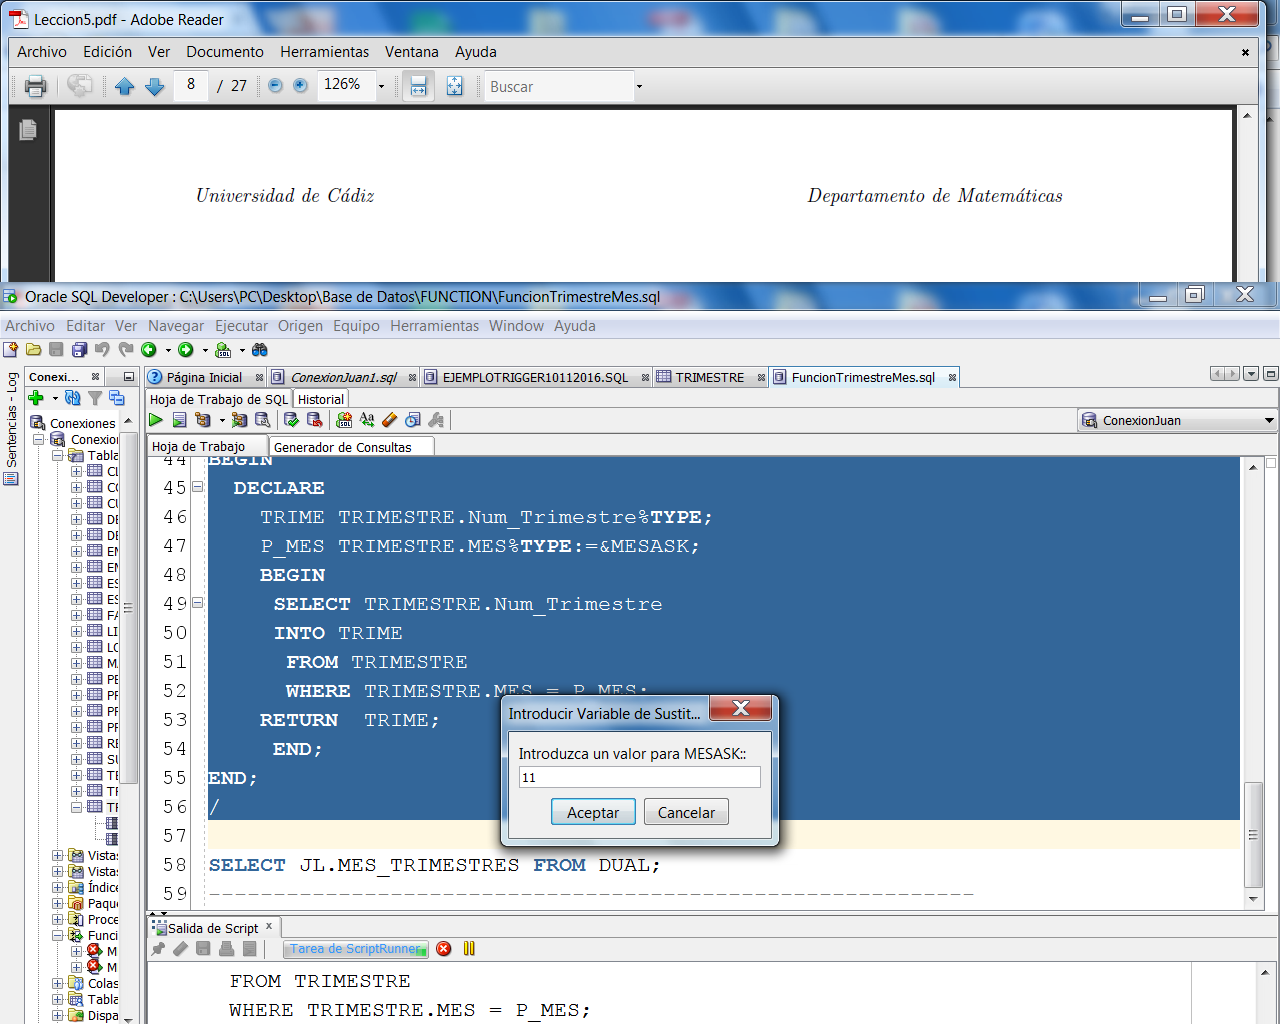 Leccion5.pdf - Adobe Reader
Archivo Edición Ver Documento Herramientas Ventana Ayuda
8 / 27 126% Buscar
Universidad de Cádiz Departamento de Matemáticas
Oracle SQL Developer : C:\Users\PC\Desktop\Base de Datos\FUNCTION\FuncionTrimestreMes.sql
Archivo Editar Ver Navegar Ejecutar Origen Equipo Herramientas Window Ayuda
Sentencias - Log
Conexi...
Página Inicial ConexionJuan1.sql EJEMPLOTRIGGER10112016.SQL TRIMESTRE FuncionTrimestreMes.sql
Hoja de Trabajo de SQL Historial
ConexionJuan
Hoja de Trabajo Generador de Consultas
Conexiones
Conexion
Tabla
CL
CO
CU
DE
DE
EM
EM
ES
ES
FA
LI
LO
MA
PE
PR
PR
PR
RE
SU
TE
TF
TF
Vistas
Vistas
Índice
Paque
Proce
Funci
M
M
Colas
Tabla
Dispa
44 BEGIN
45 DECLARE
46 TRIME TRIMESTRE.Num_Trimestre%TYPE;
47 P_MES TRIMESTRE.MES%TYPE:=&MESASK;
48 BEGIN
49 SELECT TRIMESTRE.Num_Trimestre
50 INTO TRIME
51 FROM TRIMESTRE
52 WHERE TRIMESTRE.MES = P_MES;
53 RETURN TRIME;
54 END;
55 END;
56 /
57
58 SELECT JL.MES_TRIMESTRES FROM DUAL;
59 -----------------------------------------------------------
Introducir Variable de Sustit...
Introduzca un valor para MESASK::
11
Aceptar Cancelar
Salida de Script
Tarea de ScriptRunner
FROM TRIMESTRE
WHERE TRIMESTRE.MES = P_MES;